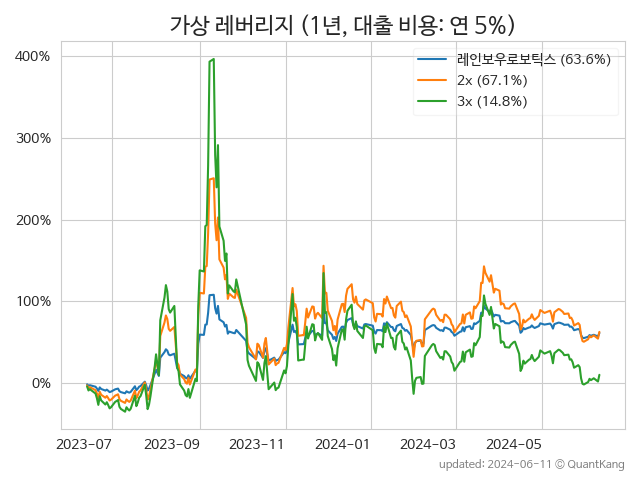 가상 레버리지 (1년, 대출 비용: 연 5%)
레인보우로보틱스 (63.6%)
2x (67.1%)
3x (14.8%)
400%
300%
200%
100%
0%
2023-07 2023-09 2023-11 2024-01 2024-03 2024-05
updated: 2024-06-11 © QuantKang